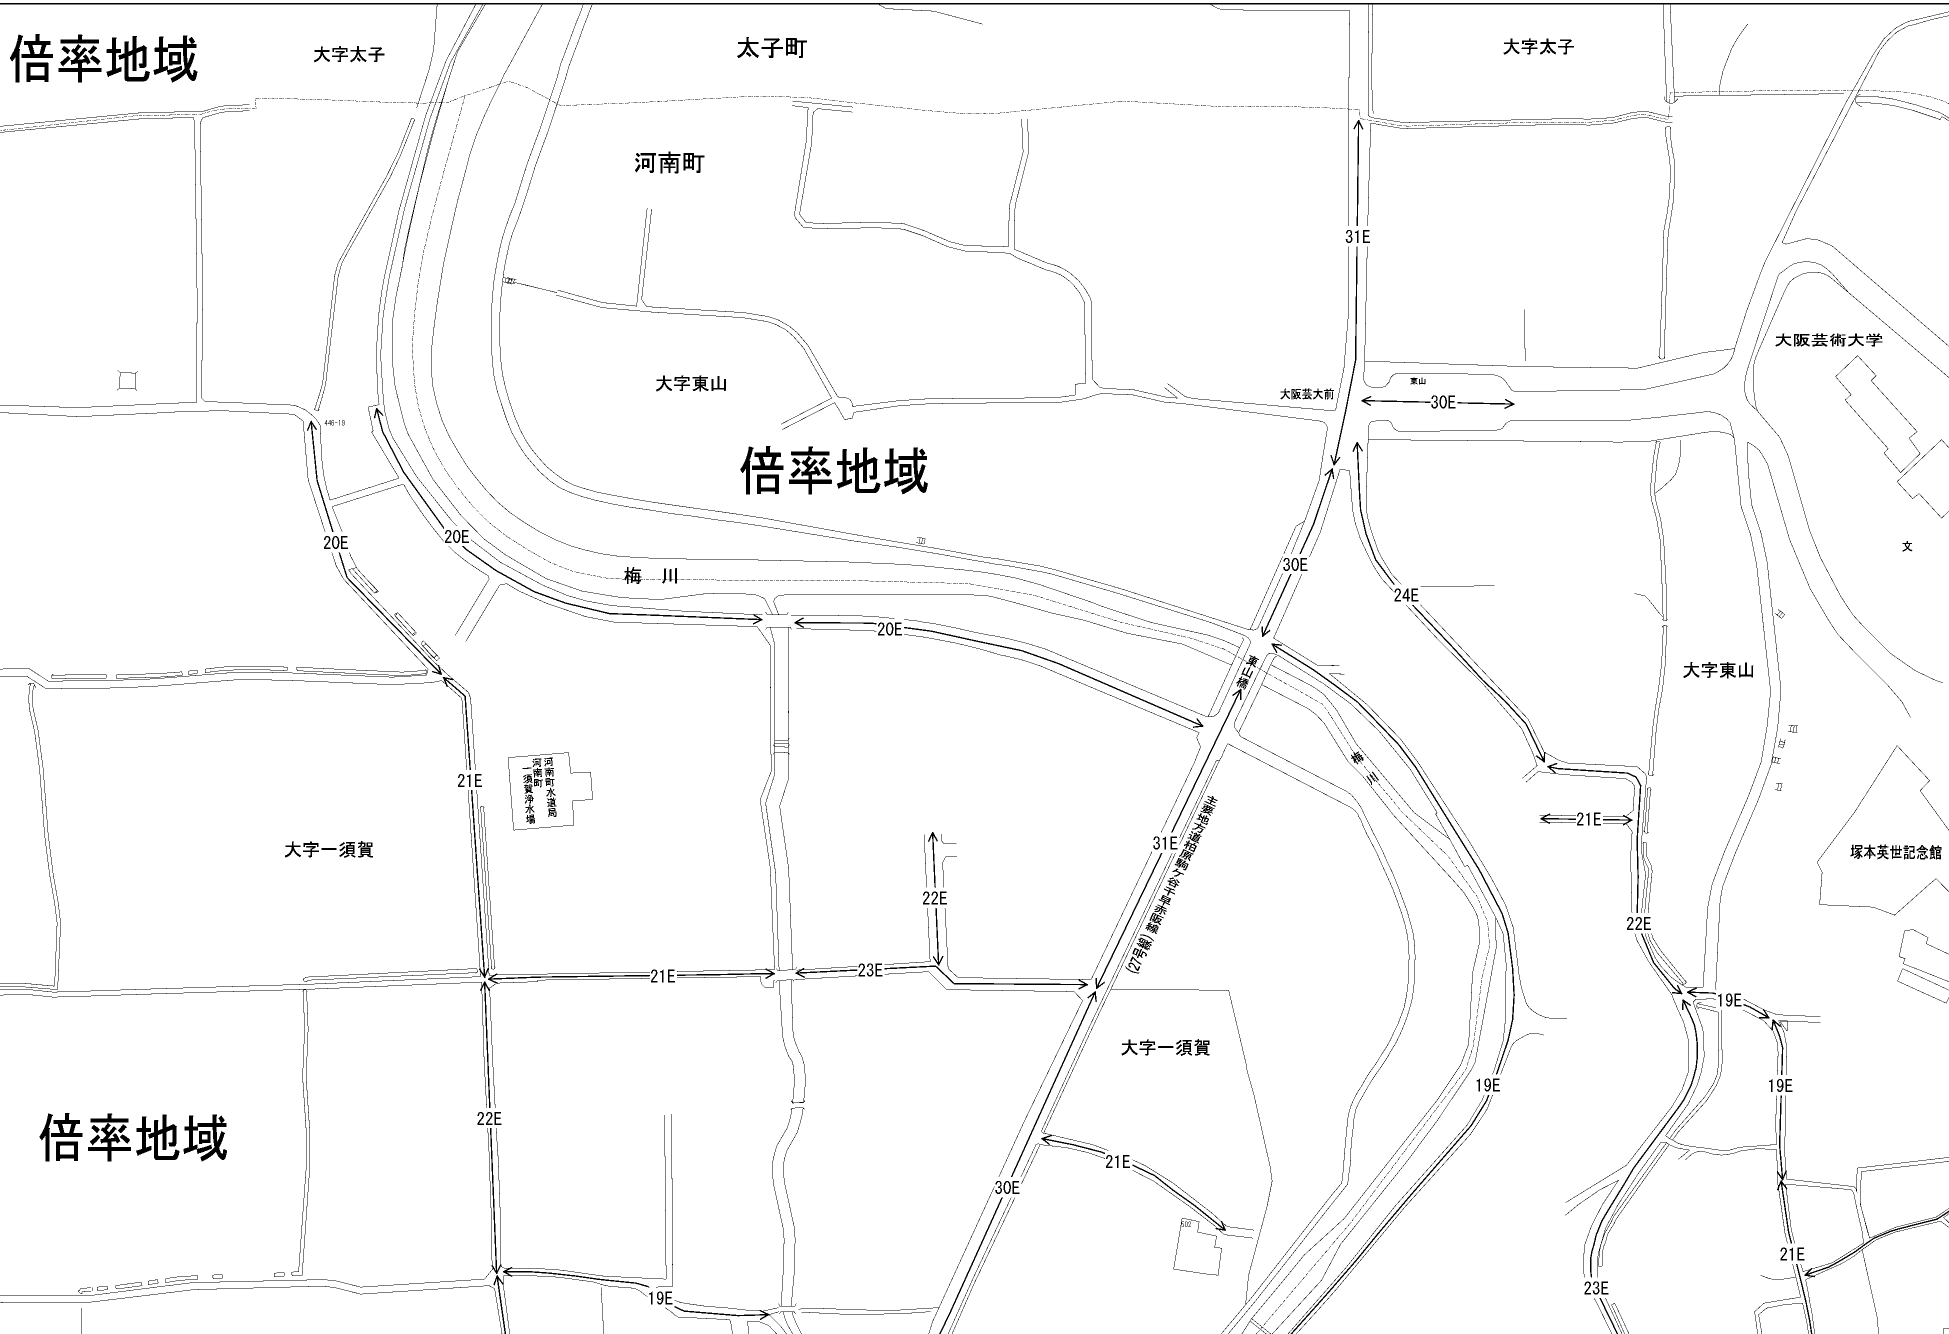 倍率地域
大字太子
太子町
大字太子
河南町
31E
大阪芸術大学
大字東山
大阪芸大前
東山
30E
446-19
倍率地域
20E
20E
30E
文
梅川
24E
20E
東山橋
大字東山
梅川
21E
河南町水道局
河南町
一須賀浄水場
主要地方道柏原駒ケ谷千早赤阪線
(27号線)
21E
31E
大字一須賀
塚本英世記念館
22E
22E
21E
23E
19E
大字一須賀
19E
19E
22E
倍率地域
21E
30E
502
21E
23E
19E